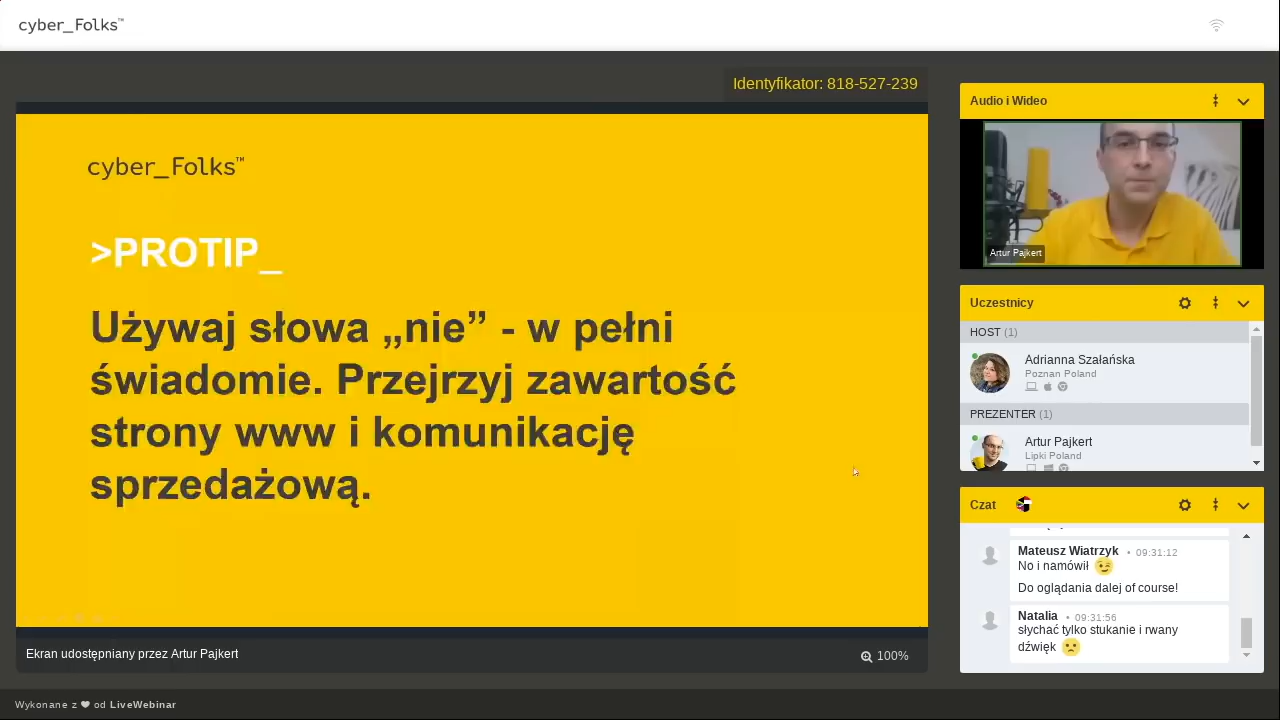 cyber_Folks™
Identyfikator: 818-527-239
cyber_Folks™
>PROTIP_
Używaj słowa „nie” - w pełni
świadomie. Przejrzyj zawartość
strony www i komunikację
sprzedażową.
Ekran udostępniany przez Artur Pajkert
100%
Audio i Wideo
Artur Pajkert
Uczestnicy
HOST (1)
Adrianna Szałańska
Poznan Poland
PREZENTER (1)
Artur Pajkert
Lipki Poland
Czat
Mateusz Wiatrzyk • 09:31:12
No i namówił 😉
Do oglądania dalej of course!
Natalia • 09:31:56
słychać tylko stukanie i rwany
dźwięk 🙁
Wykonane z ❤ od LiveWebinar